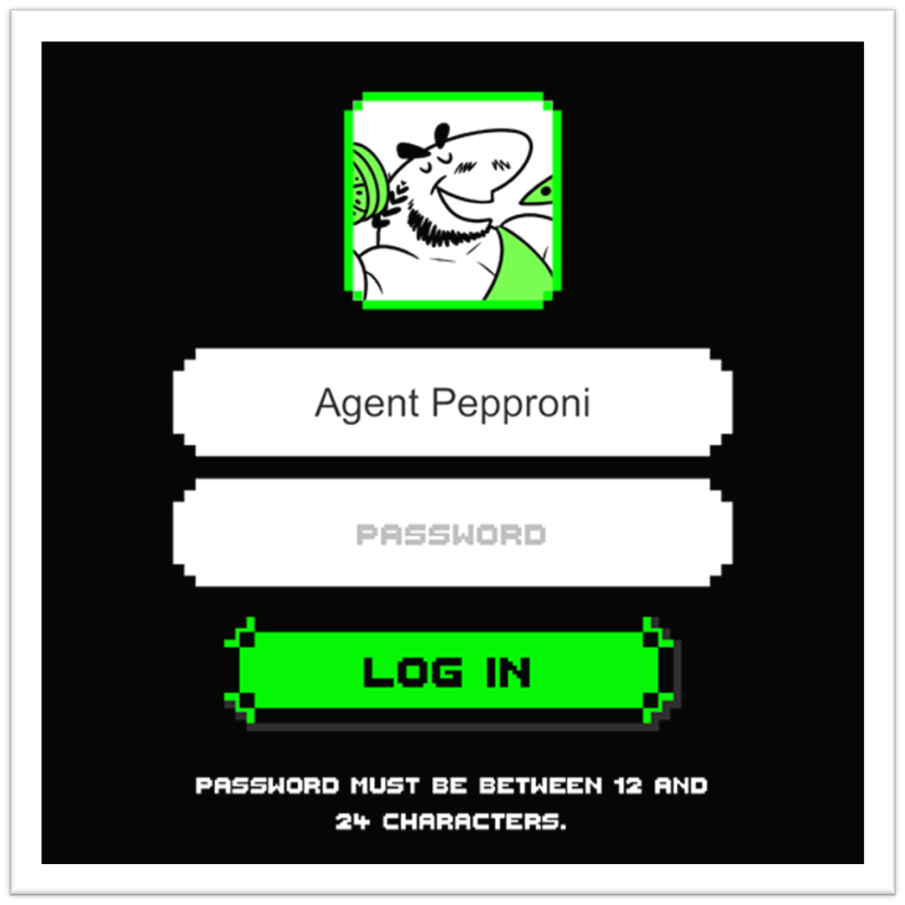 Agent Pepproni
PASSWORD
LOG IN
PASSWORD MUST BE BETWEEN 12 AND
24 CHARACTERS.